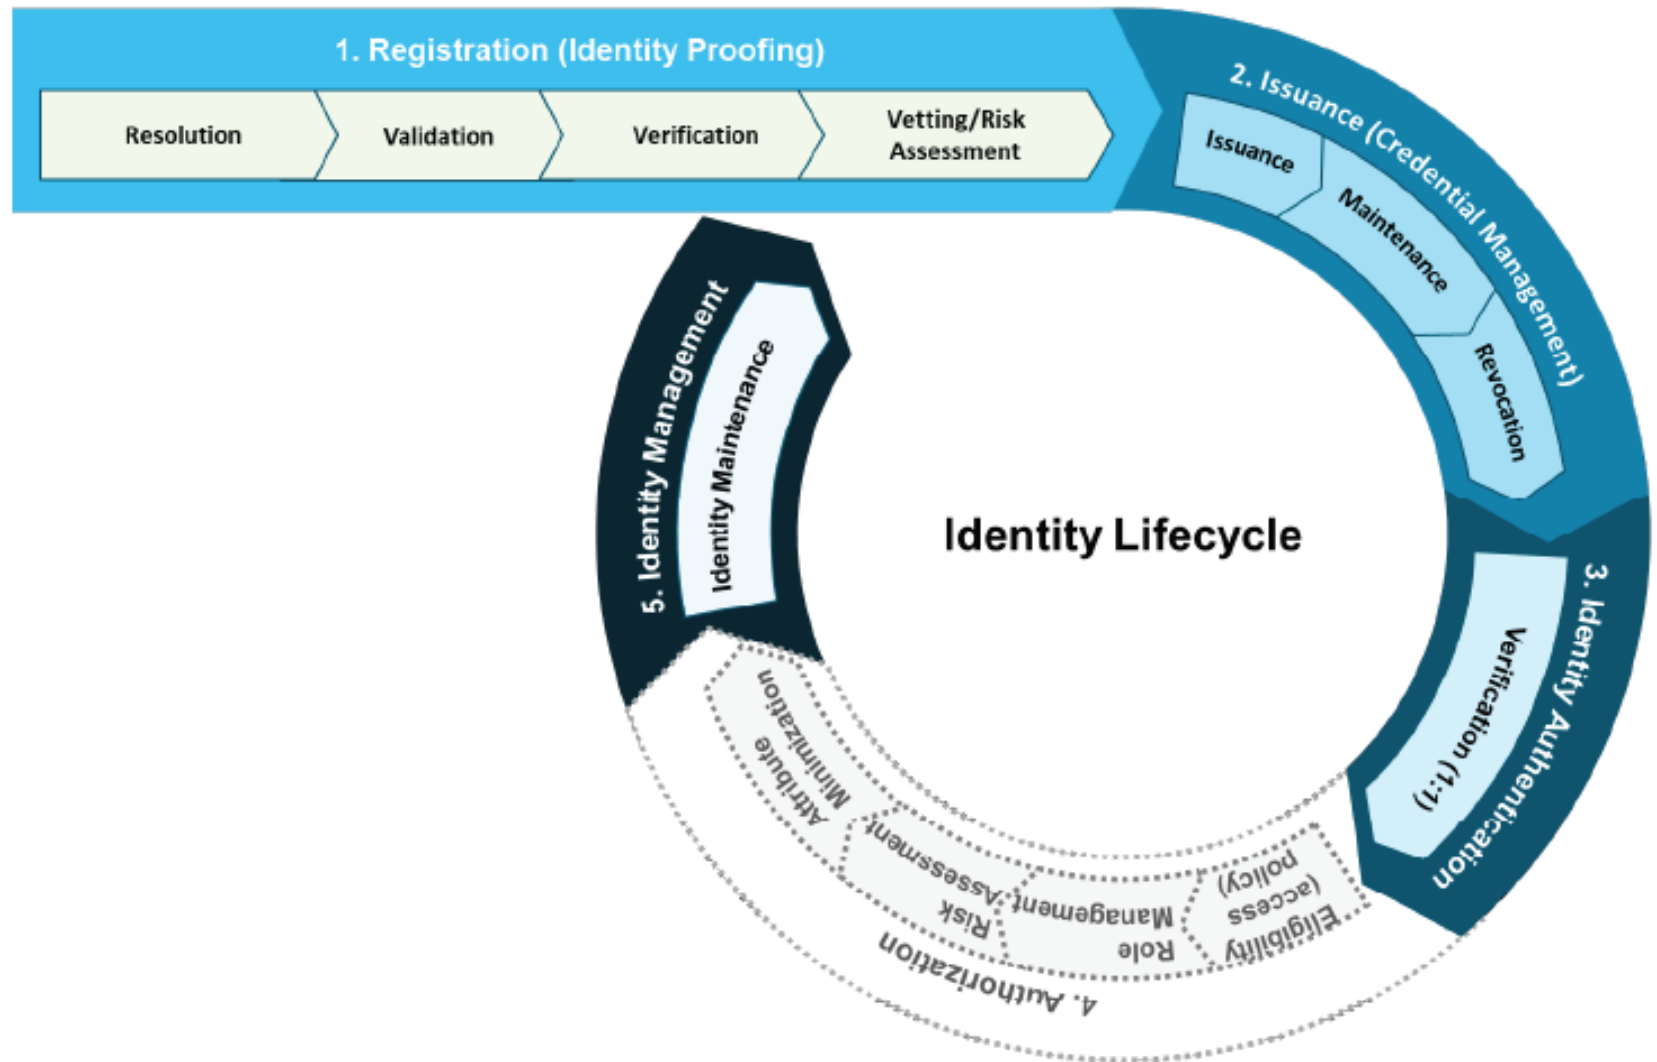 1. Registration (Identity Proofing)
Resolution
Validation
Verification
Vetting/Risk
Assessment
2. Issuance (Credential Management)
Issuance
Maintenance
Revocation
3. Identity Authentication
Verification (1:1)
4. Authorization
Eligibility
(access
policy)
Role
Management
Risk
Assessment
Attribute
Minimization
5. Identity Management
Identity Maintenance
Identity Lifecycle